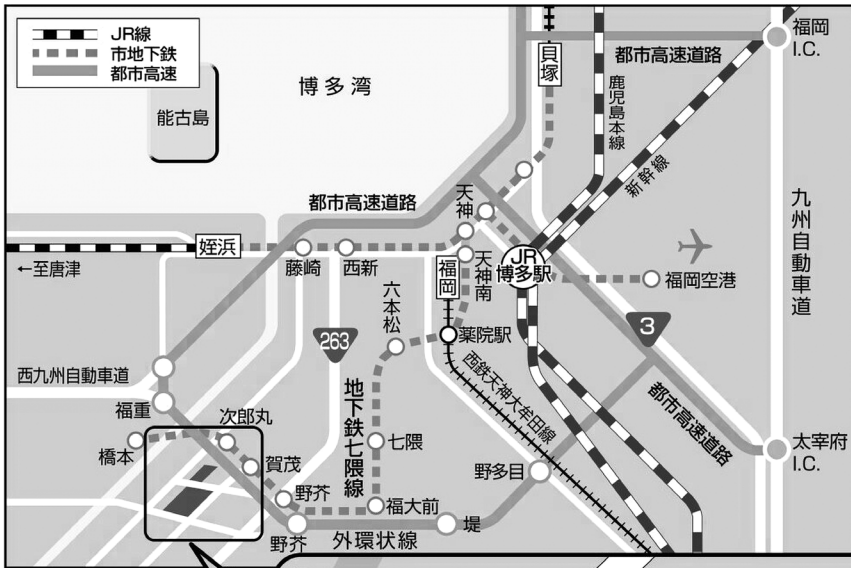 JR線
市地下鉄
都市高速
博多湾
能古島
貝塚
都市高速道路
福岡
I.C.
鹿児島本線
新幹線
九州自動車道
都市高速道路
天神
姪浜
←至唐津
藤崎
西新
福岡
天神南
JR
博多駅
福岡空港
六本松
263
薬院駅
3
西九州自動車道
福重
地下鉄七隈線
西鉄天神大牟田線
都市高速道路
次郎丸
橋本
賀茂
七隈
野多目
太宰府
I.C.
野芥
福大前
野芥
外環状線
堤